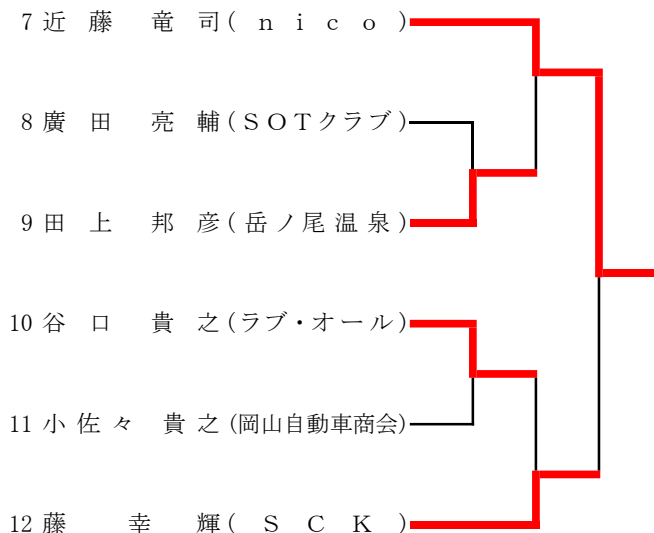 7 近藤 竜司(nico)
8 廣田 亮輔(SOTクラブ)
9 田上 邦彦(岳ノ尾温泉)
10 谷口 貴之(ラブ・オール)
11 小佐々 貴之(岡山自動車商会)
12 藤 幸輝(SCK)